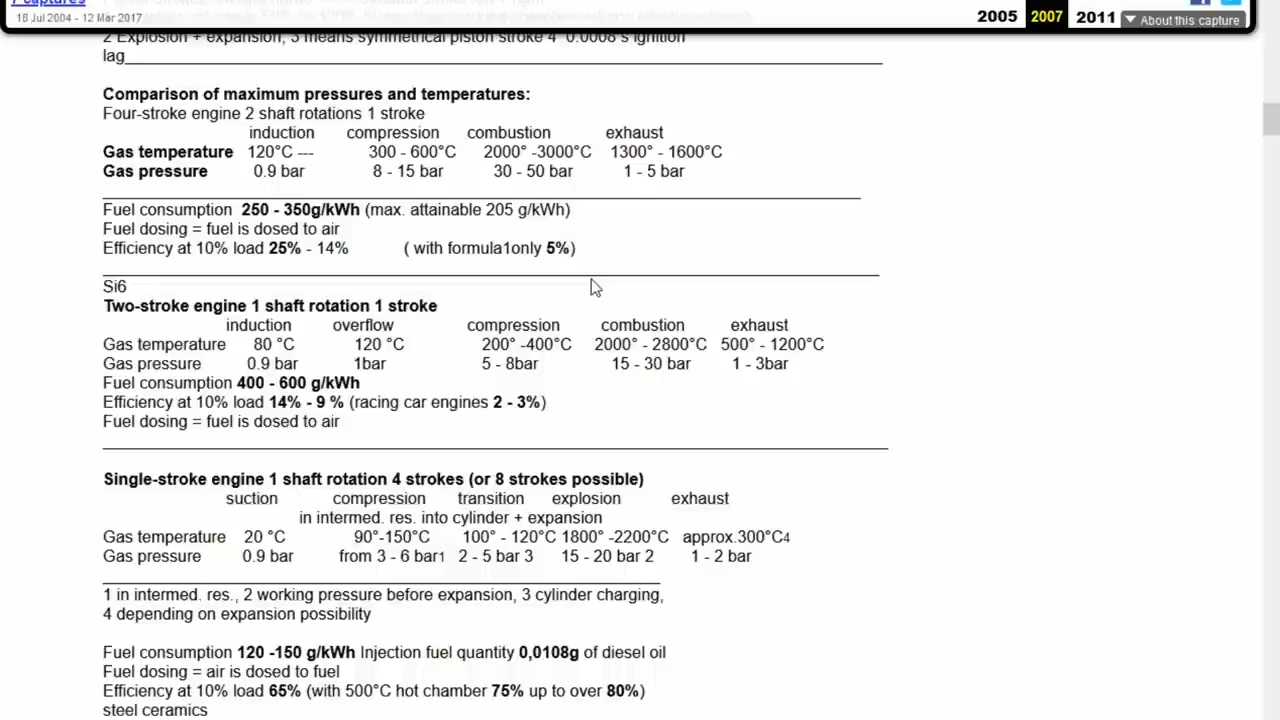 7 captures
18 Jul 2004 - 12 Mar 2017
2005 2007 2011 ▼ About this capture
2 Explosion + expansion, 3 means symmetrical piston stroke 4 0.0008 s ignition
lag
Comparison of maximum pressures and temperatures:
Four-stroke engine 2 shaft rotations 1 stroke
induction compression combustion exhaust
Gas temperature 120°C --- 300 - 600°C 2000° -3000°C 1300° - 1600°C
Gas pressure 0.9 bar 8 - 15 bar 30 - 50 bar 1 - 5 bar
Fuel consumption 250 - 350g/kWh (max. attainable 205 g/kWh)
Fuel dosing = fuel is dosed to air
Efficiency at 10% load 25% - 14% ( with formula1only 5%)
Si6
Two-stroke engine 1 shaft rotation 1 stroke
induction overflow compression combustion exhaust
Gas temperature 80 °C 120 °C 200° -400°C 2000° - 2800°C 500° - 1200°C
Gas pressure 0.9 bar 1bar 5 - 8bar 15 - 30 bar 1 - 3bar
Fuel consumption 400 - 600 g/kWh
Efficiency at 10% load 14% - 9 % (racing car engines 2 - 3%)
Fuel dosing = fuel is dosed to air
Single-stroke engine 1 shaft rotation 4 strokes (or 8 strokes possible)
suction compression transition explosion exhaust
in intermed. res. into cylinder + expansion
Gas temperature 20 °C 90°-150°C 100° - 120°C 1800° -2200°C approx.300°C4
Gas pressure 0.9 bar from 3 - 6 bar1 2 - 5 bar 3 15 - 20 bar 2 1 - 2 bar
1 in intermed. res., 2 working pressure before expansion, 3 cylinder charging,
4 depending on expansion possibility
Fuel consumption 120 -150 g/kWh Injection fuel quantity 0,0108g of diesel oil
Fuel dosing = air is dosed to fuel
Efficiency at 10% load 65% (with 500°C hot chamber 75% up to over 80%)
steel ceramics